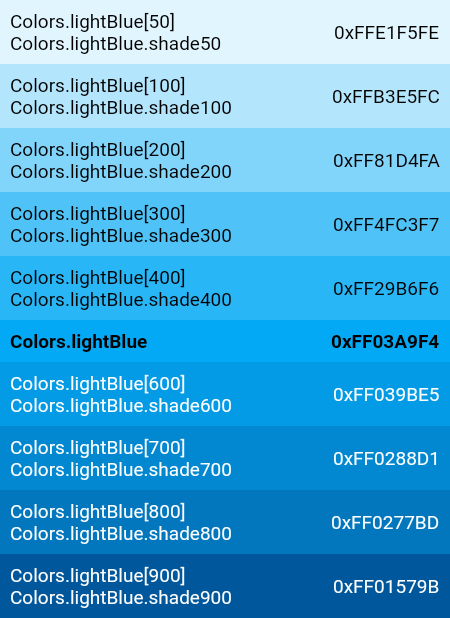 Colors.lightBlue[50]
Colors.lightBlue.shade50
0xFFE1F5FE
Colors.lightBlue[100]
Colors.lightBlue.shade100
0xFFB3E5FC
Colors.lightBlue[200]
Colors.lightBlue.shade200
0xFF81D4FA
Colors.lightBlue[300]
Colors.lightBlue.shade300
0xFF4FC3F7
Colors.lightBlue[400]
Colors.lightBlue.shade400
0xFF29B6F6
Colors.lightBlue
0xFF03A9F4
Colors.lightBlue[600]
Colors.lightBlue.shade600
0xFF039BE5
Colors.lightBlue[700]
Colors.lightBlue.shade700
0xFF0288D1
Colors.lightBlue[800]
Colors.lightBlue.shade800
0xFF0277BD
Colors.lightBlue[900]
Colors.lightBlue.shade900
0xFF01579B